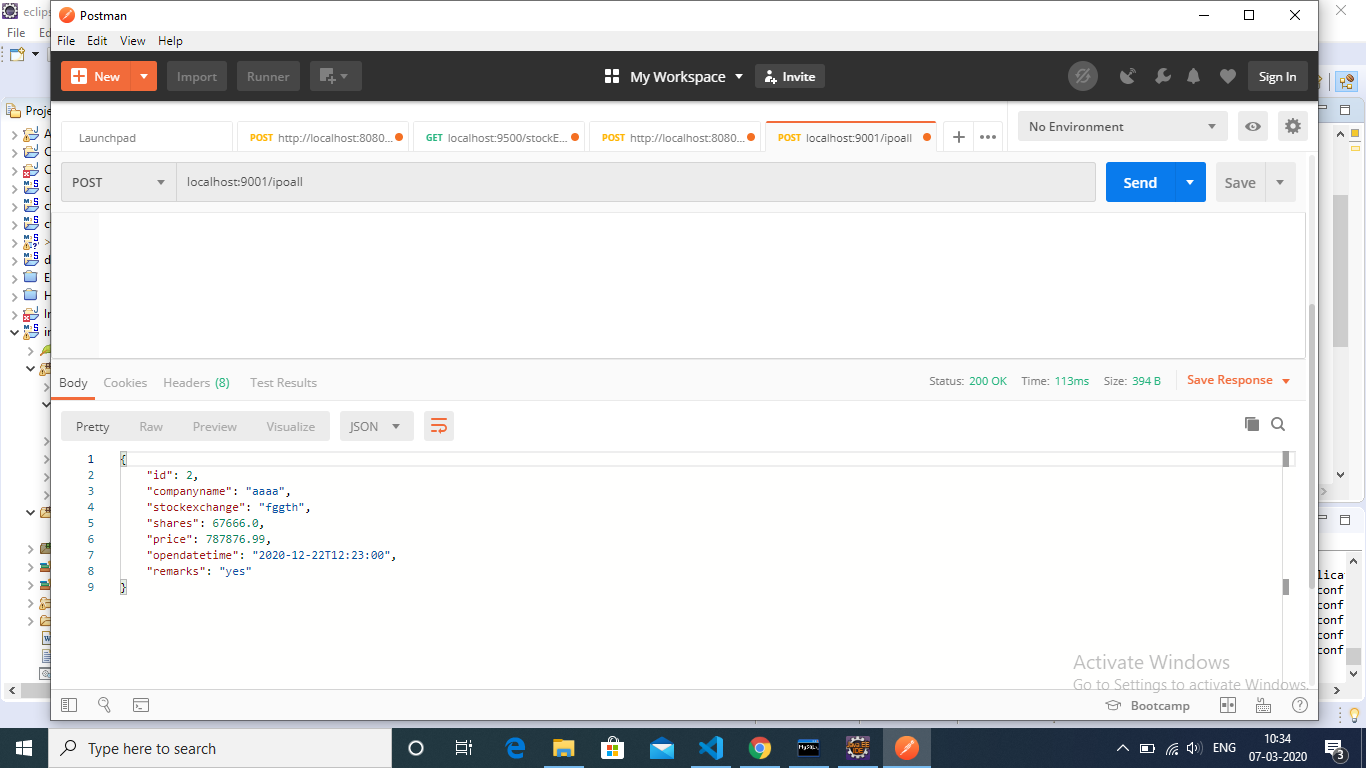 eclips
Postman
File Ed
File Edit View Help
New Import Runner My Workspace Invite Sign In
Launchpad POST http://localhost:8080... GET localhost:9500/stockE... POST http://localhost:8080... POST localhost:9001/ipoall No Environment
Proje
POST localhost:9001/ipoall Send Save
Body Cookies Headers (8) Test Results Status: 200 OK Time: 113ms Size: 394 B Save Response
Pretty Raw Preview Visualize JSON
1 {
2 "id": 2,
3 "companyname": "aaaa",
4 "stockexchange": "fggth",
5 "shares": 67666.0,
6 "price": 787876.99,
7 "opendatetime": "2020-12-22T12:23:00",
8 "remarks": "yes"
9 }
licat
conf
conf
conf
conf
conf
Activate Windows
Go to Settings to activate Windows.
Bootcamp
Type here to search
MySQL
ENG
10:34
07-03-2020
3